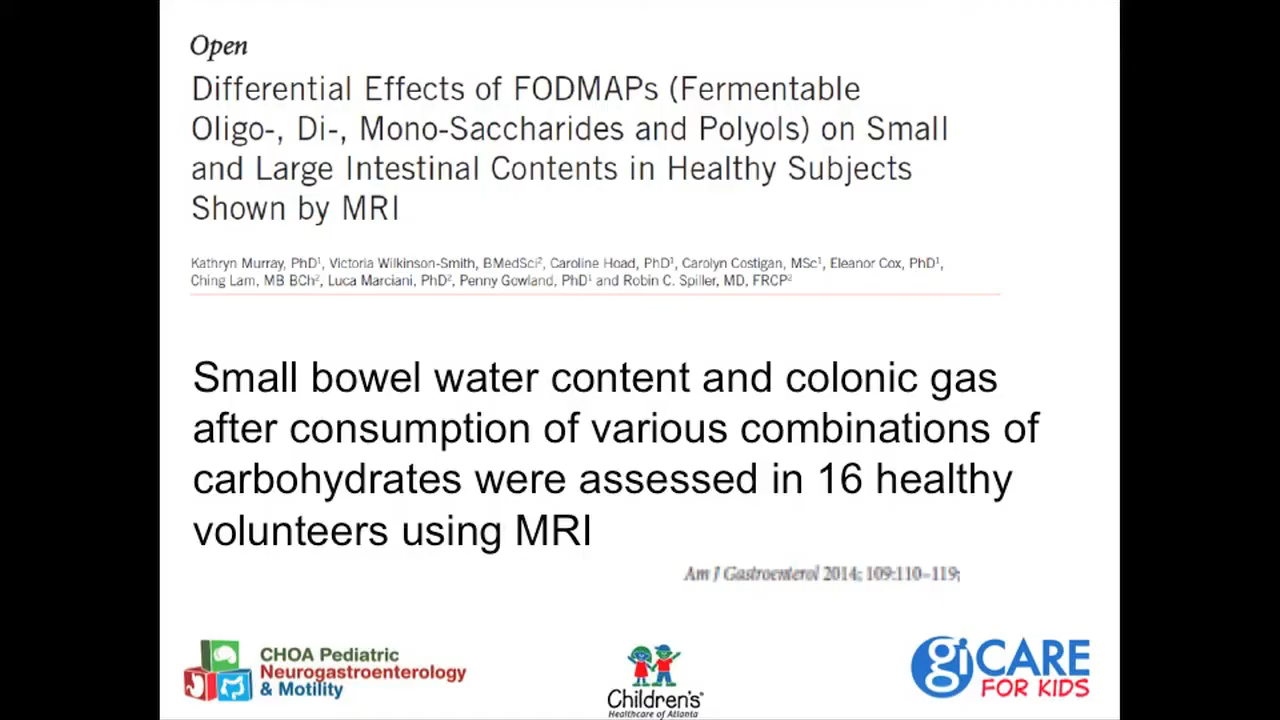 Open
Differential Effects of FODMAPs (Fermentable
Oligo-, Di-, Mono-Saccharides and Polyols) on Small
and Large Intestinal Contents in Healthy Subjects
Shown by MRI
Kathryn Murray, PhD¹, Victoria Wilkinson-Smith, BMedSci², Caroline Hoad, PhD¹, Carolyn Costigan, MSc¹, Eleanor Cox, PhD¹,
Ching Lam, MB BCh², Luca Marciani, PhD², Penny Gowland, PhD¹ and Robin C. Spiller, MD, FRCP²
Small bowel water content and colonic gas
after consumption of various combinations of
carbohydrates were assessed in 16 healthy
volunteers using MRI
Am J Gastroenterol 2014; 109:110–119;
CHOA Pediatric
Neurogastroenterology
& Motility
Children's
Healthcare of Atlanta
gi CARE
FOR KIDS